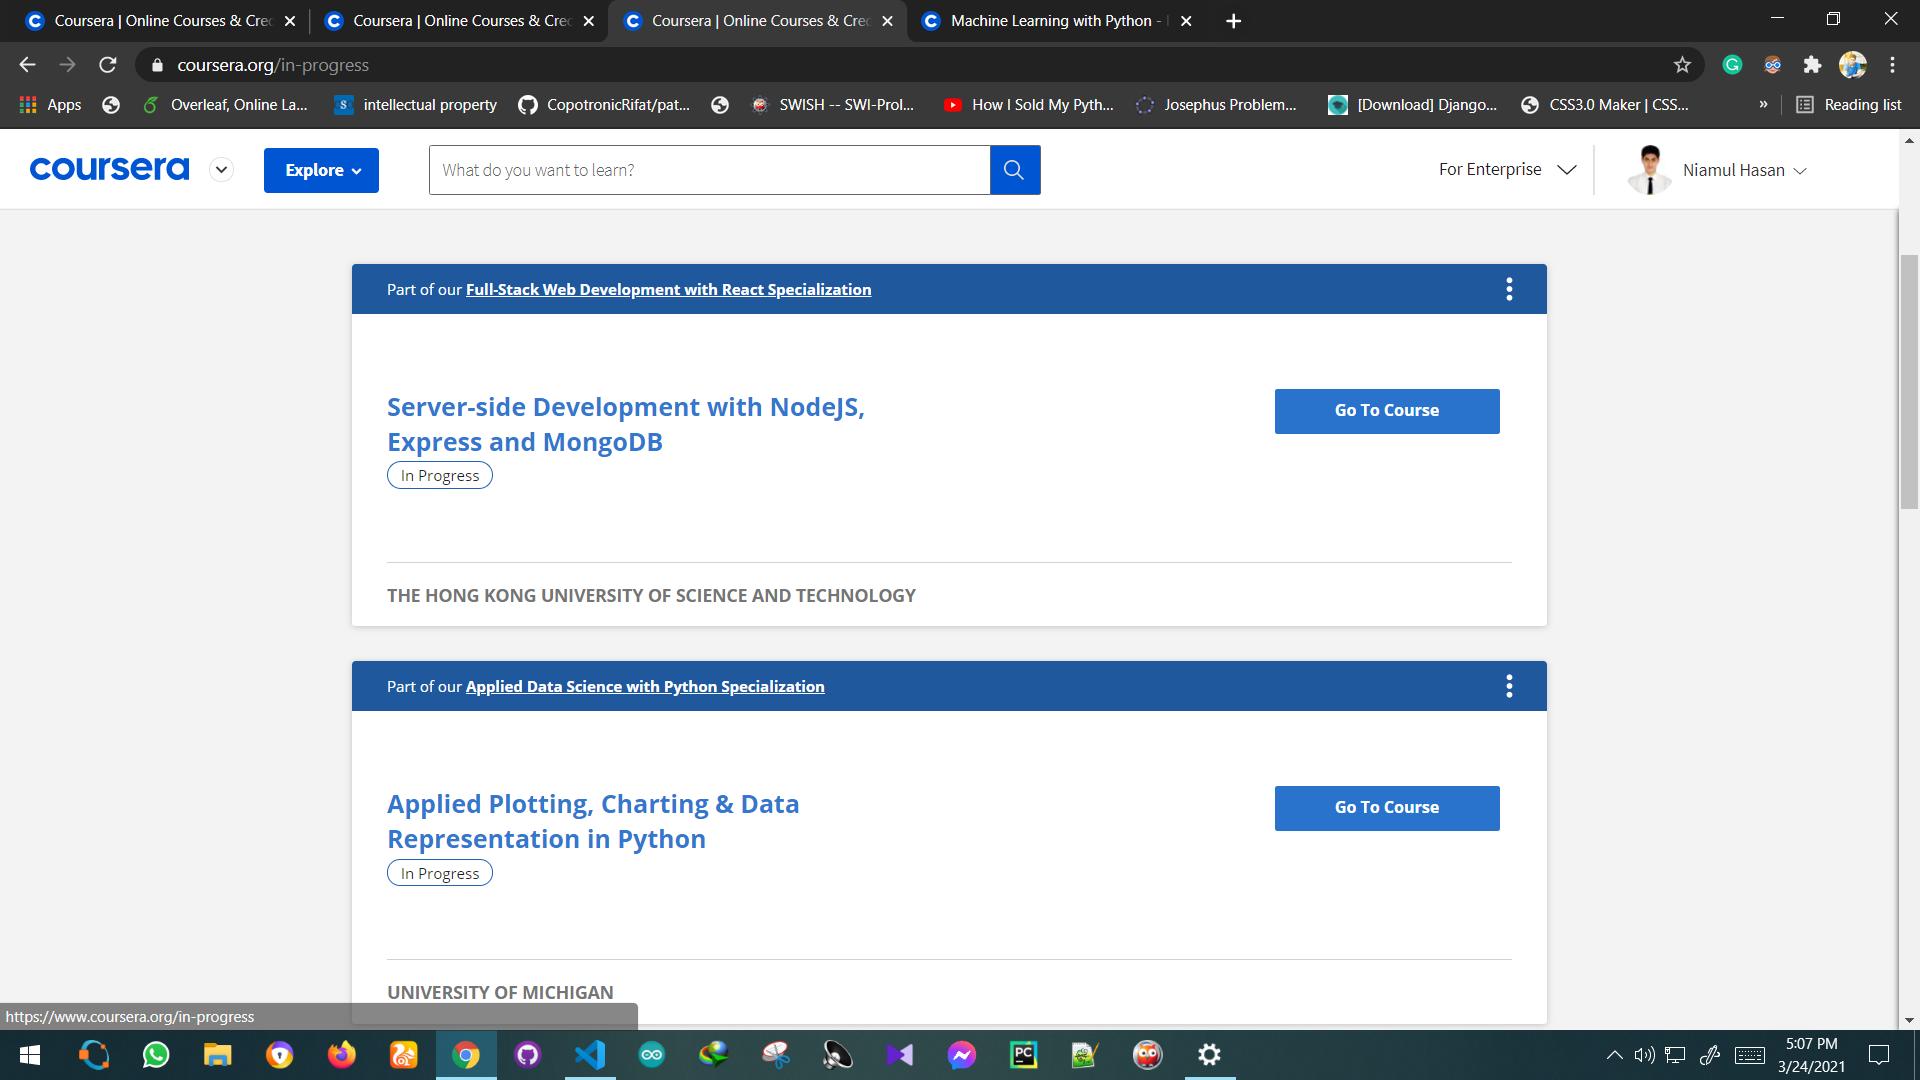 Coursera | Online Courses & Cre
Coursera | Online Courses & Cre
Coursera | Online Courses & Cre
Machine Learning with Python -
coursera.org/in-progress
Apps
Overleaf, Online La...
intellectual property
CopotronicRifat/pat...
SWISH -- SWI-Prol...
How I Sold My Pyth...
Josephus Problem...
[Download] Django...
CSS3.0 Maker | CSS...
»
Reading list
coursera
Explore
What do you want to learn?
For Enterprise
Niamul Hasan
Part of our Full-Stack Web Development with React Specialization
Server-side Development with NodeJS,
Express and MongoDB
In Progress
Go To Course
THE HONG KONG UNIVERSITY OF SCIENCE AND TECHNOLOGY
Part of our Applied Data Science with Python Specialization
Applied Plotting, Charting & Data
Representation in Python
In Progress
Go To Course
UNIVERSITY OF MICHIGAN
https://www.coursera.org/in-progress
PC
5:07 PM
3/24/2021